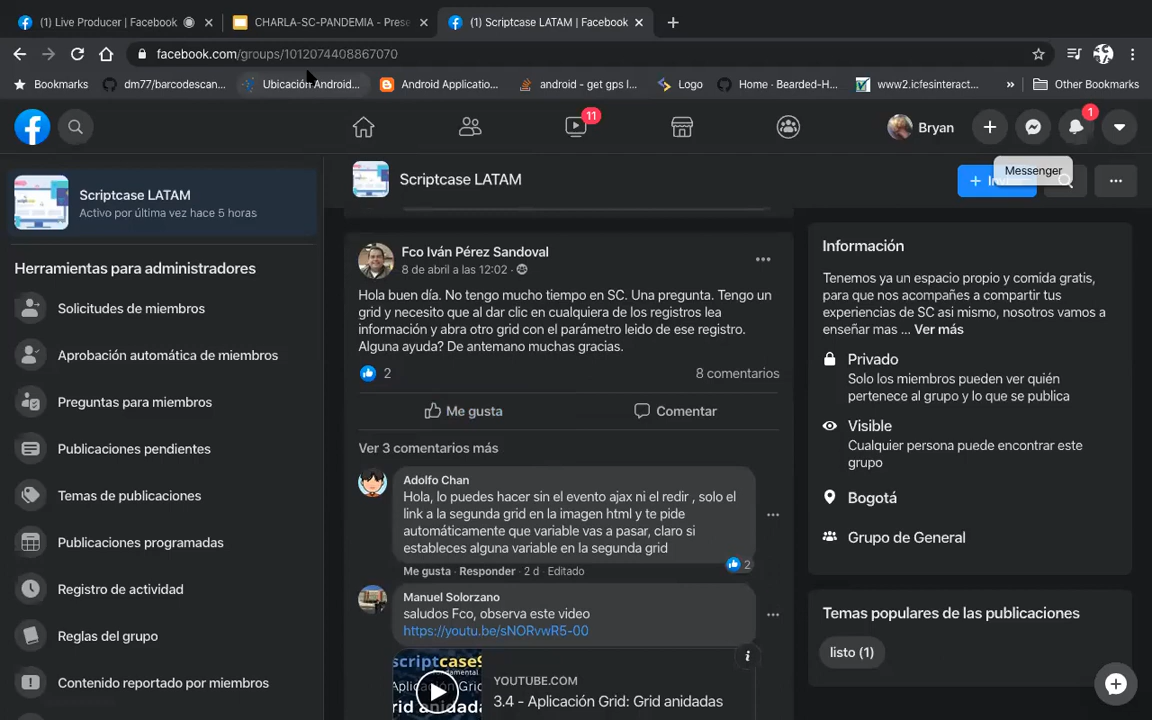 (1) Live Producer | Facebook
CHARLA-SC-PANDEMIA - Prese
(1) Scriptcase LATAM | Facebook
facebook.com/groups/1012074408867070
Bookmarks
dm77/barcodescan...
Ubicación Android...
Android Applicatio...
android - get gps l...
Logo
Home · Bearded-H...
www2.icfesinteract...
»
Other Bookmarks
11
Bryan
1
Messenger
Scriptcase LATAM
Activo por última vez hace 5 horas
Scriptcase LATAM
Herramientas para administradores
Solicitudes de miembros
Aprobación automática de miembros
Preguntas para miembros
Publicaciones pendientes
Temas de publicaciones
Publicaciones programadas
Registro de actividad
Reglas del grupo
Contenido reportado por miembros
Fco Iván Pérez Sandoval
8 de abril a las 12:02 ·
Hola buen día. No tengo mucho tiempo en SC. Una pregunta. Tengo un
grid y necesito que al dar clic en cualquiera de los registros lea
información y abra otro grid con el parámetro leido de ese registro.
Alguna ayuda? De antemano muchas gracias.
2
8 comentarios
Me gusta
Comentar
Ver 3 comentarios más
Adolfo Chan
Hola, lo puedes hacer sin el evento ajax ni el redir , solo el
link a la segunda grid en la imagen html y te pide
automáticamente que variable vas a pasar, claro si
estableces alguna variable en la segunda grid
2
Me gusta · Responder · 2 d · Editado
Manuel Solorzano
saludos Fco, observa este video
https://youtu.be/sNORvwR5-00
scriptcase9
YOUTUBE.COM
3.4 - Aplicación Grid: Grid anidadas
Información
Tenemos ya un espacio propio y comida gratis,
para que nos acompañes a compartir tus
experiencias de SC asi mismo, nosotros vamos a
enseñar mas ... Ver más
Privado
Solo los miembros pueden ver quién
pertenece al grupo y lo que se publica
Visible
Cualquier persona puede encontrar este
grupo
Bogotá
Grupo de General
Temas populares de las publicaciones
listo (1)